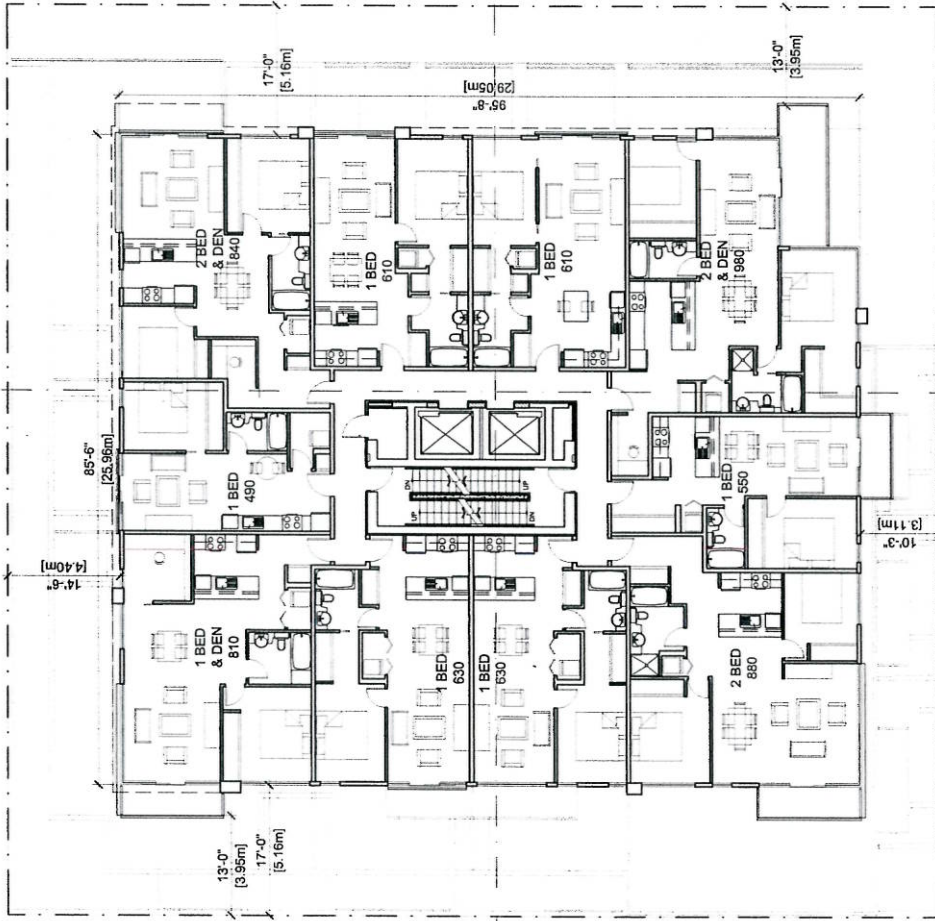 17'-0"
[5.16m]
13'-0"
[3.95m]
95'-8"
[29.05m]
2 BED
& DEN
840
1 BED
610
1 BED
610
2 BED
& DEN
980
85'-6"
[25.96m]
1 BED
490
DN
UP
UP
DN
1 BED
550
10'-3"
[3.11m]
14'-6"
[4.40m]
1 BED
& DEN
810
1 BED
630
1 BED
630
2 BED
880
13'-0"
[3.95m]
17'-0"
[5.16m]